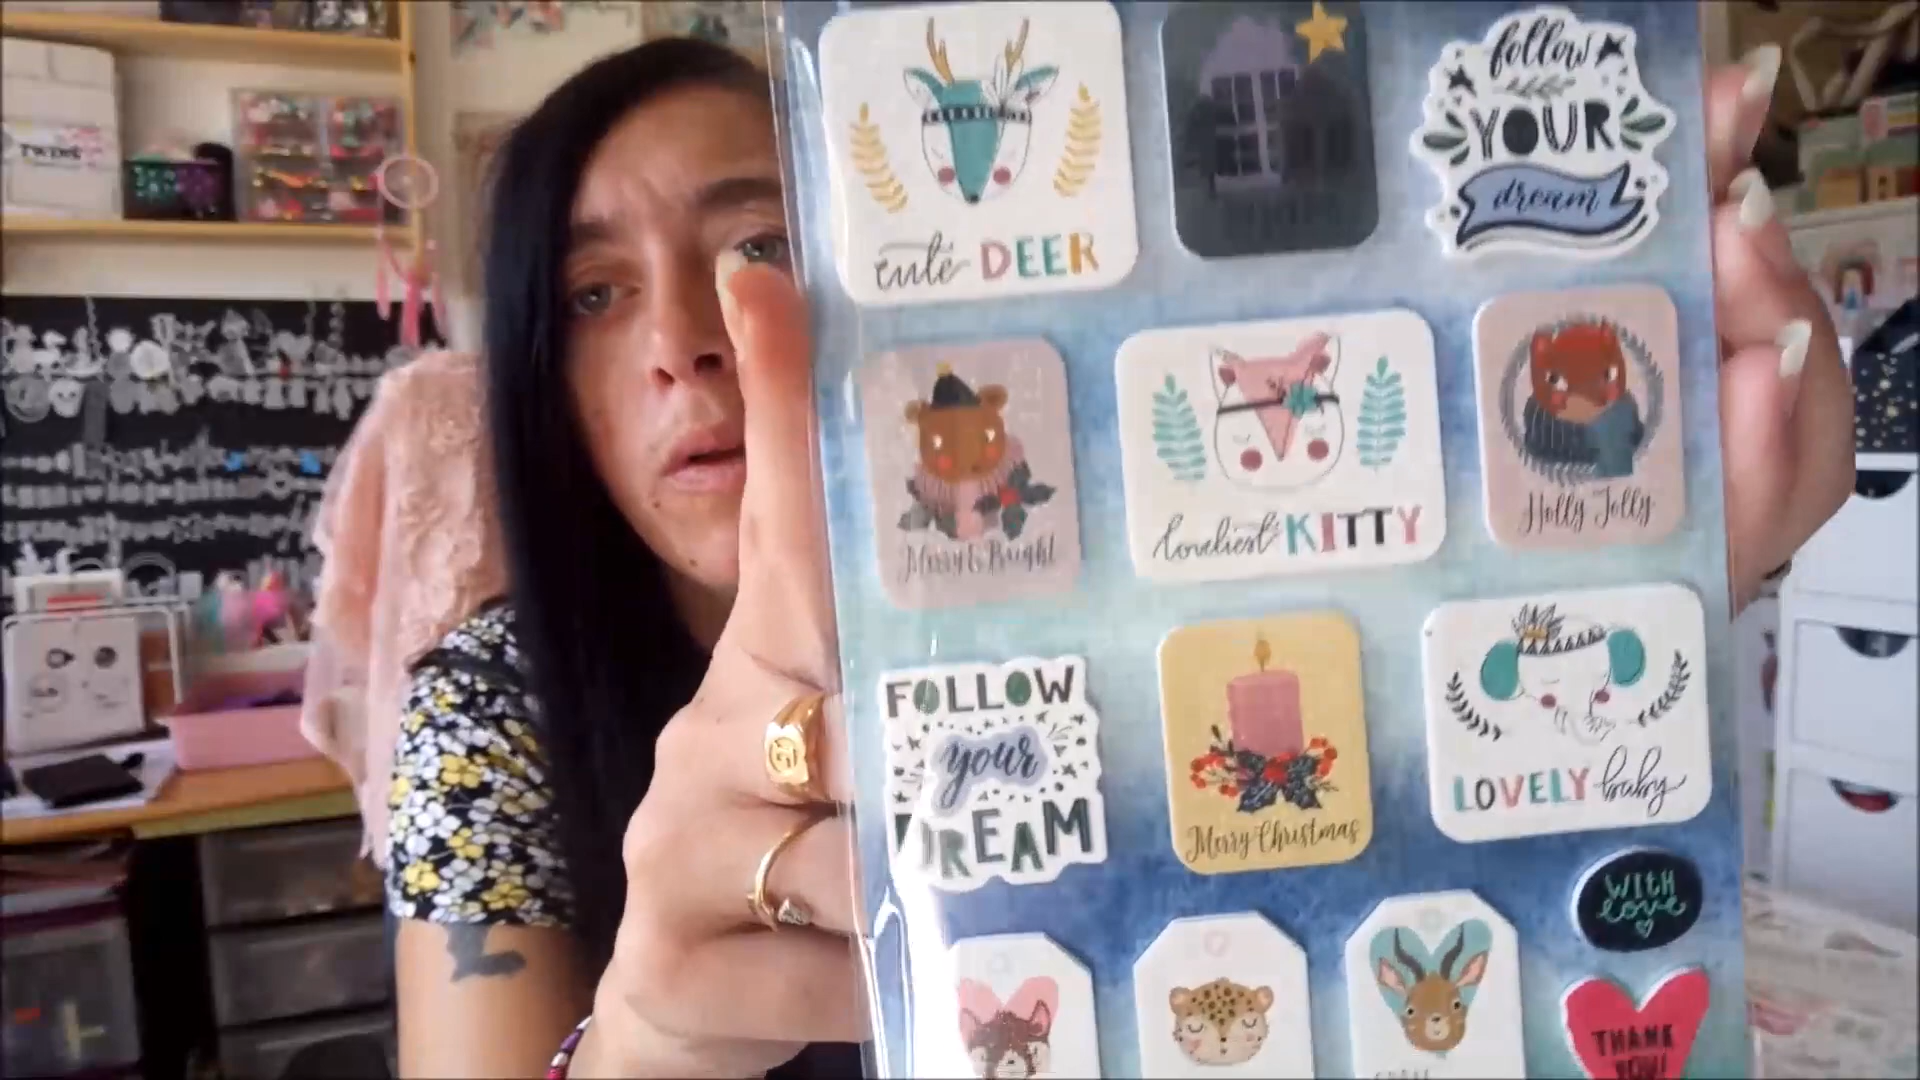 follow
YOUR
dream
cute DEER
Merry & Bright
loveliest KITTY
Holly Jolly
FOLLOW
your
DREAM
Merry Christmas
LOVELY baby
WITH
love
THANK
YOU!